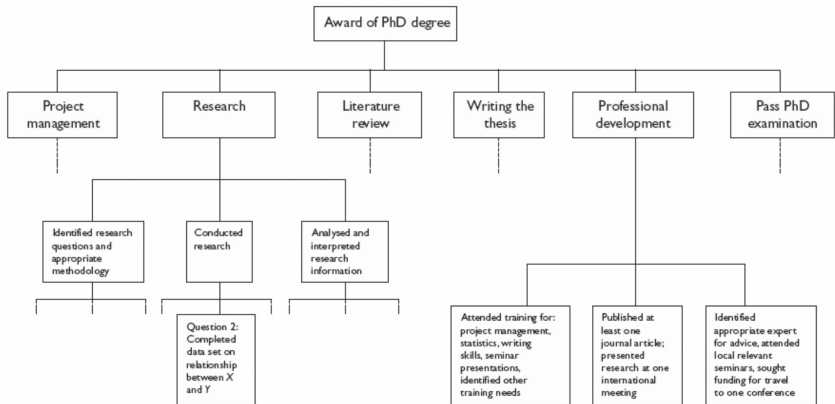 Award of PhD degree
Project
management
Research
Literature
review
Writing the
thesis
Professional
development
Pass PhD
examination
Identified research
questions and
appropriate
methodology
Conducted
research
Analysed and
interpreted
research
information
Question 2:
Completed
data set on
relationship
between X
and Y
Attended training for:
project management,
statistics, writing
skills, seminar
presentations,
identified other
training needs
Published at
least one
journal article;
presented
research at one
international
meeting
Identified
appropriate expert
for advice, attended
local relevant
seminars, sought
funding for travel
to one conference